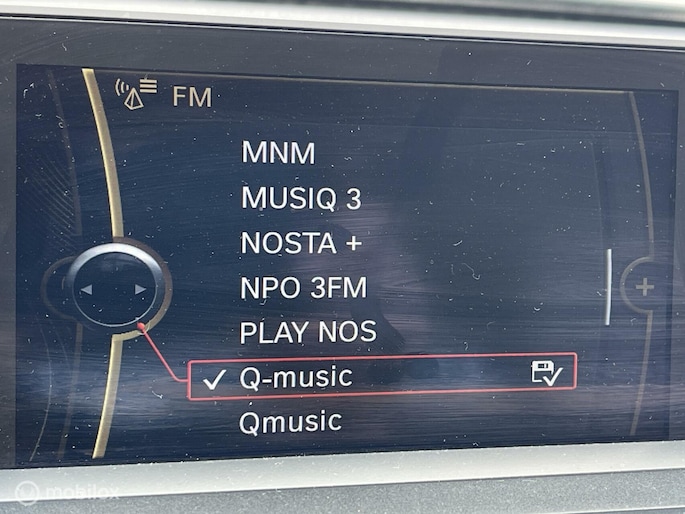 FM
MNM
MUSIQ 3
NOSTA +
NPO 3FM
PLAY NOS
Q-music
Qmusic
mobilox